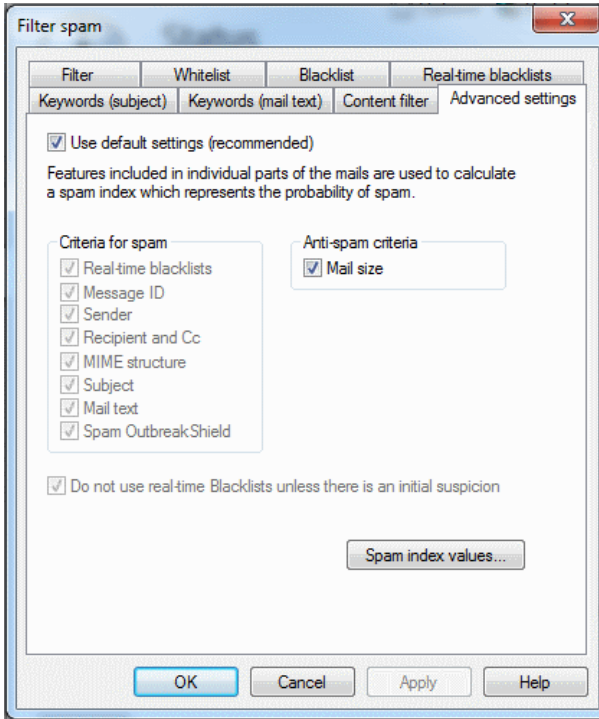 Filter spam
Filter
Whitelist
Blacklist
Real-time blacklists
Keywords (subject)
Keywords (mail text)
Content filter
Advanced settings
Use default settings (recommended)
Features included in individual parts of the mails are used to calculate
a spam index which represents the probability of spam.
Criteria for spam
Real-time blacklists
Message ID
Sender
Recipient and Cc
MIME structure
Subject
Mail text
Spam OutbreakShield
Anti-spam criteria
Mail size
Do not use real-time Blacklists unless there is an initial suspicion
Spam index values...
OK
Cancel
Apply
Help